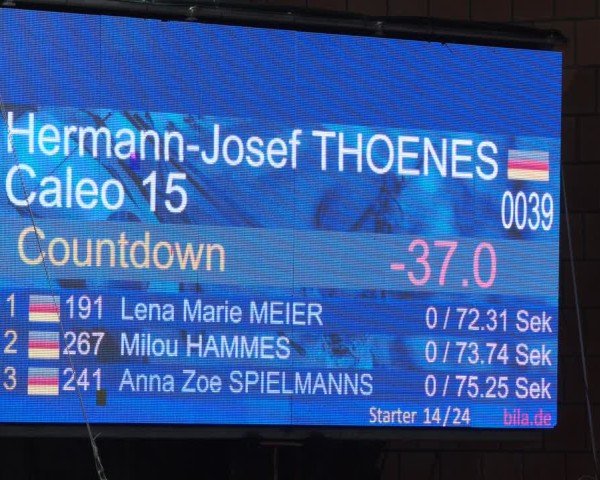 Hermann-Josef THOENES
Caleo 15 0039
Countdown -37.0
1 191 Lena Marie MEIER 0 / 72.31 Sek
2 267 Milou HAMMES 0 / 73.74 Sek
3 241 Anna Zoe SPIELMANNS 0 / 75.25 Sek
Starter 14 / 24 bila.de